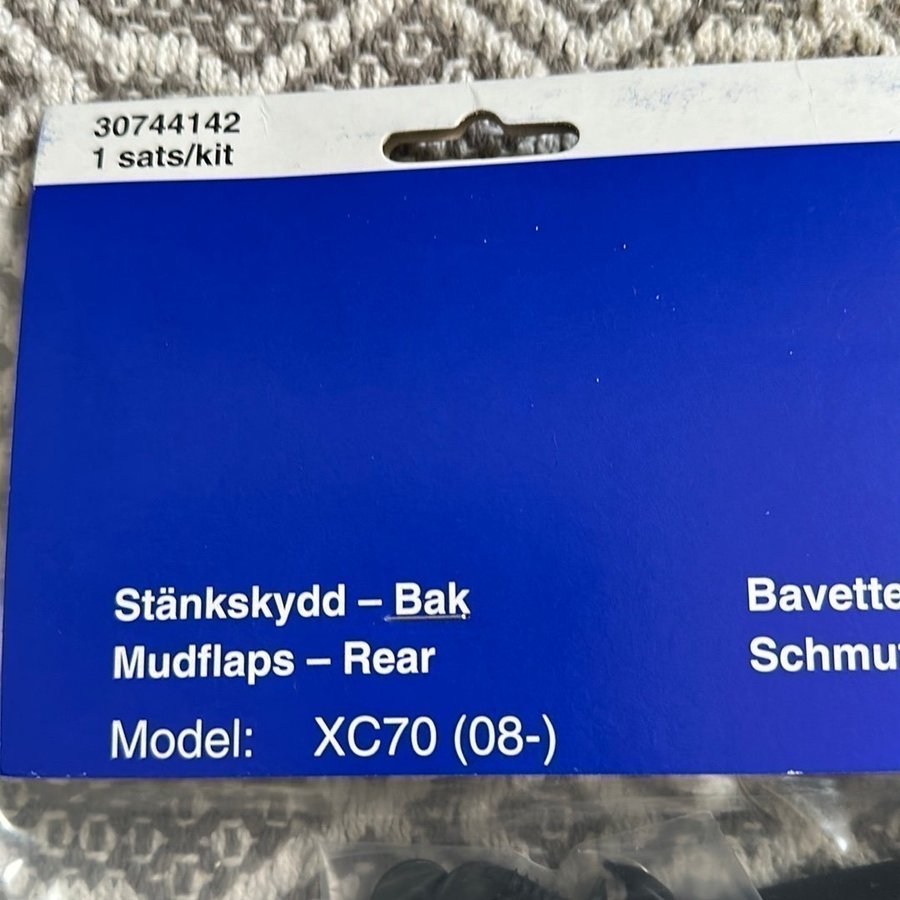 30744142
1 sats/kit
Stänkskydd – Bak
Mudflaps – Rear
Model: XC70 (08-)
Bavette